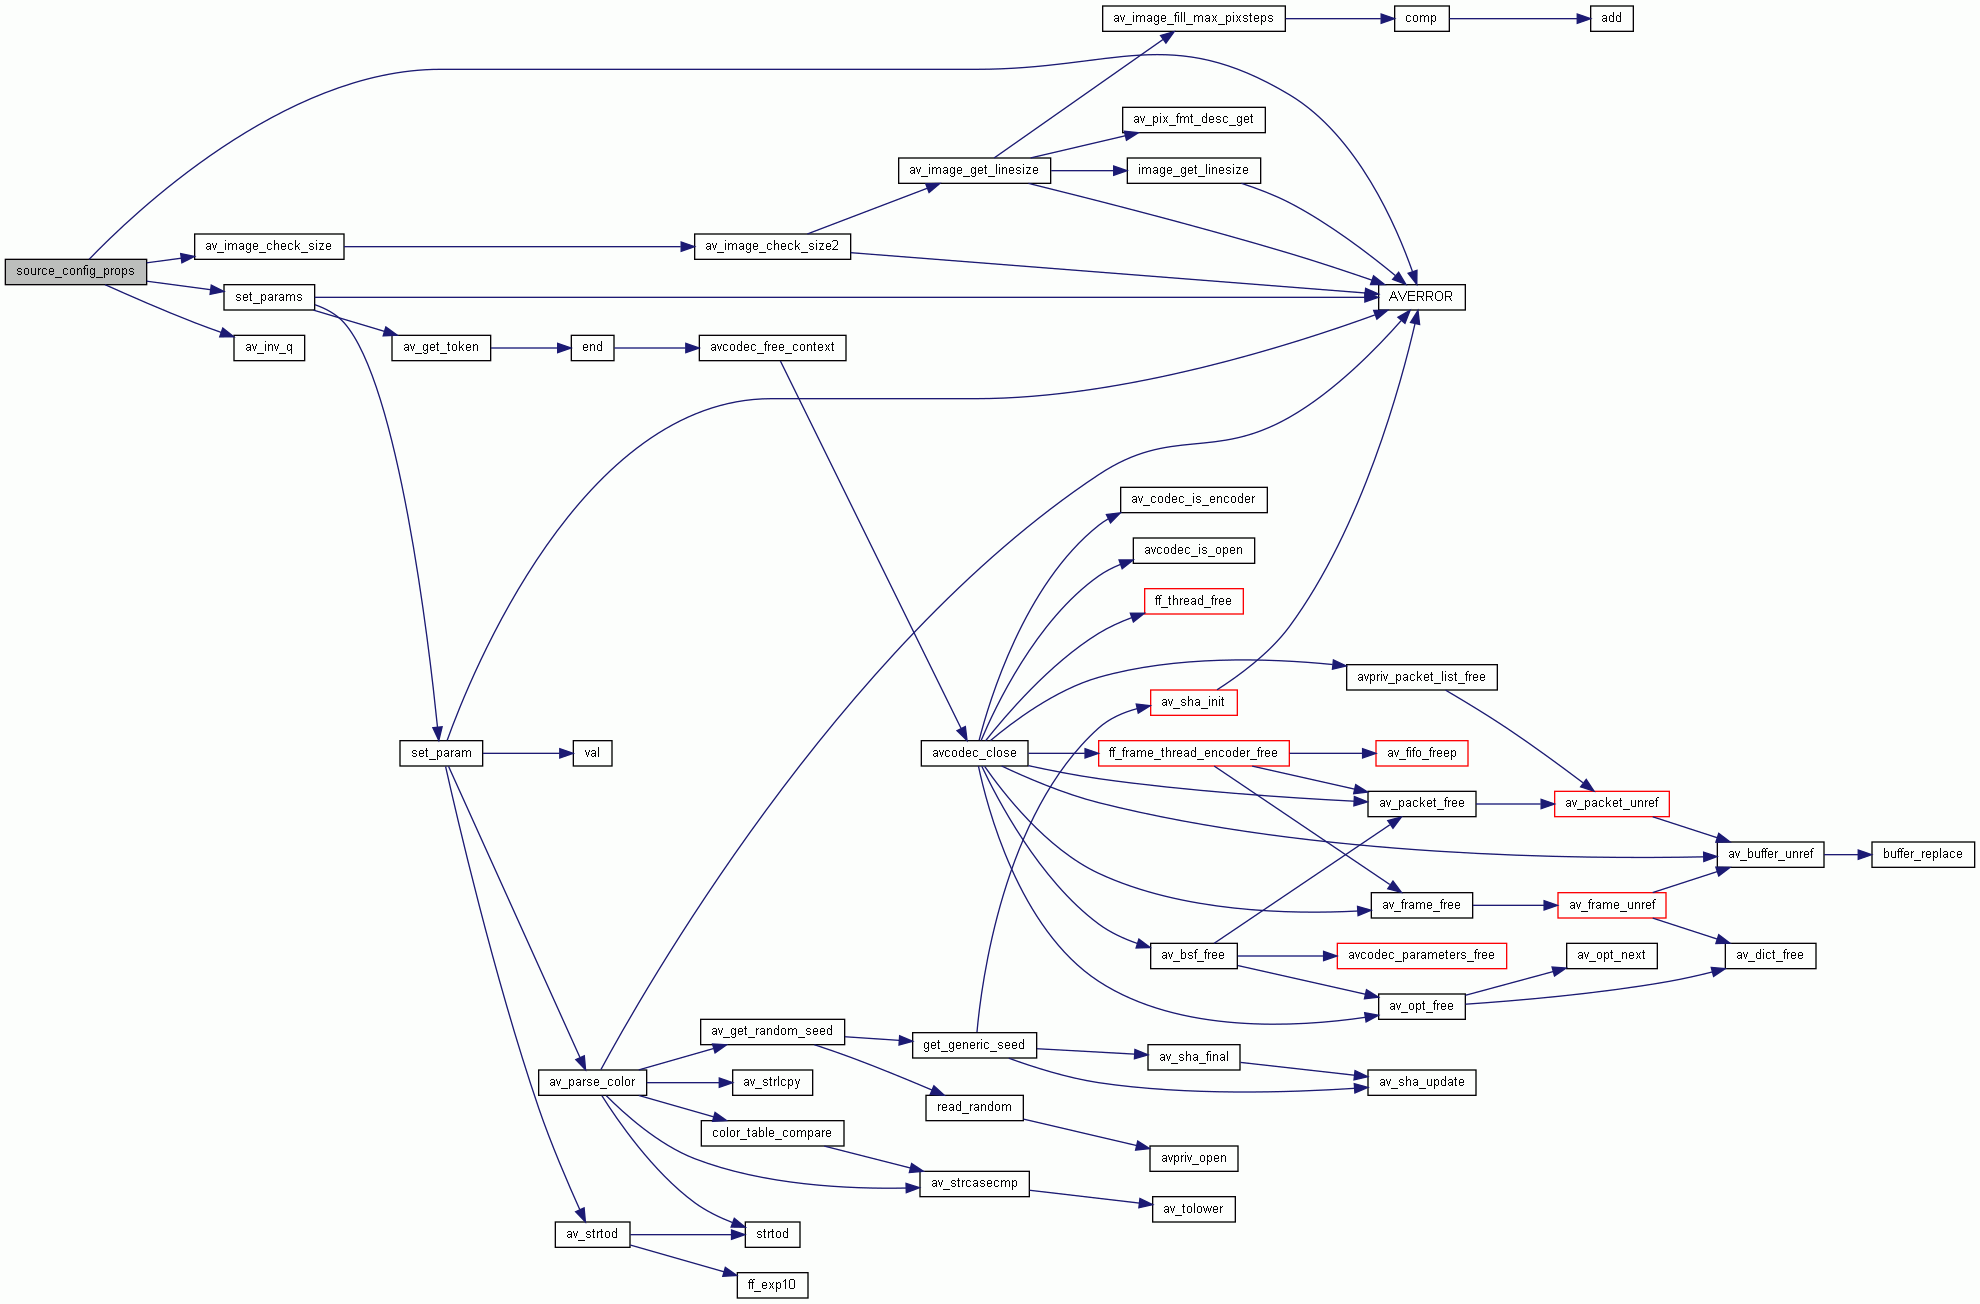 av_image_fill_max_pixsteps
comp
add
av_pix_fmt_desc_get
av_image_get_linesize
image_get_linesize
av_image_check_size
av_image_check_size2
source_config_props
set_params
AVERROR
av_inv_q
av_get_token
end
avcodec_free_context
av_codec_is_encoder
avcodec_is_open
ff_thread_free
avpriv_packet_list_free
av_sha_init
set_param
val
avcodec_close
ff_frame_thread_encoder_free
av_fifo_freep
av_packet_free
av_packet_unref
av_buffer_unref
buffer_replace
av_frame_free
av_frame_unref
av_bsf_free
avcodec_parameters_free
av_opt_next
av_dict_free
av_opt_free
av_get_random_seed
get_generic_seed
av_sha_final
av_parse_color
av_strlcpy
av_sha_update
read_random
color_table_compare
avpriv_open
av_strcasecmp
av_tolower
av_strtod
strtod
ff_exp10